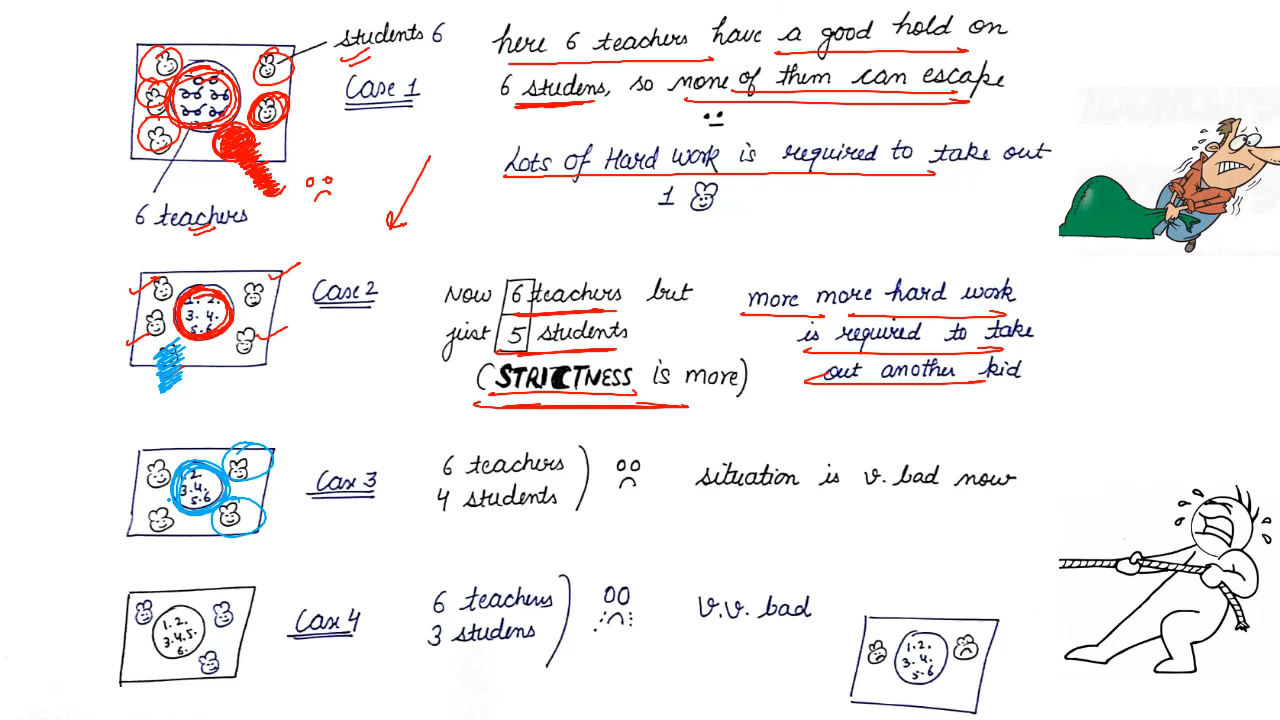 students 6
here 6 teachers have a good hold on
Case 1
6 studens, so none of them can escape
Lots of Hard work is required to take out
1
6 teachers
Case 2
1. 2.
3. 4.
5. 6
Now 6 teachers but
just 5 students
(STRICTNESS is more)
more more hard work
is required to take
out another kid
Case 3
.2
3. 4.
5. 6
6 teachers
4 students
situation is v. bad now
Case 4
1. 2.
3. 4. 5.
6.
6 teachers
3 studens
V.V. bad
1. 2.
3. 4.
5. 6